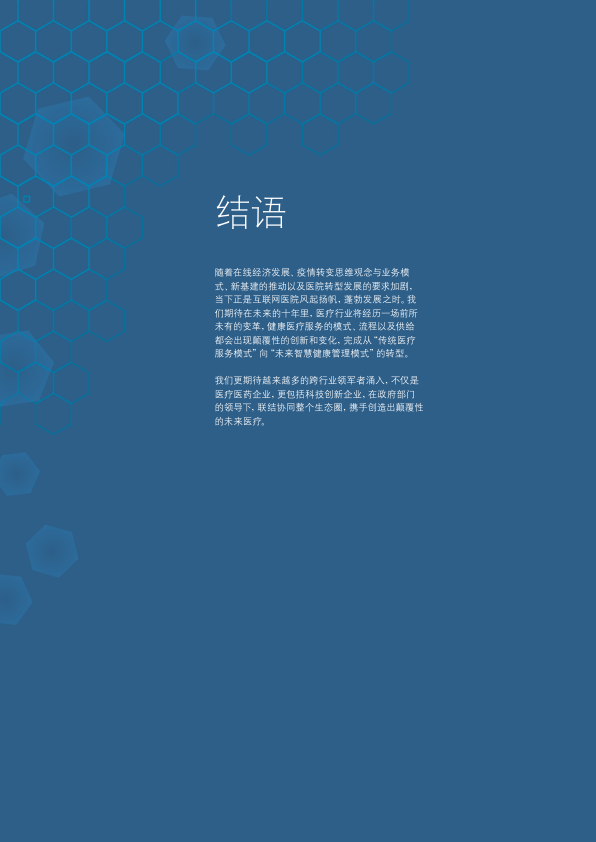 结语
随着在线经济发展、疫情转变思维观念与业务模
式、新基建的推动以及医院转型发展的要求加剧，
当下正是互联网医院风起扬帆，蓬勃发展之时。我
们期待在未来的十年里，医疗行业将经历一场前所
未有的变革，健康医疗服务的模式、流程以及供给
都会出现颠覆性的创新和变化，完成从“传统医疗
服务模式”向“未来智慧健康管理模式”的转型。
我们更期待越来越多的跨行业领军者涌入，不仅是
医疗医药企业，更包括科技创新企业，在政府部门
的领导下，联结协同整个生态圈，携手创造出颠覆性
的未来医疗。